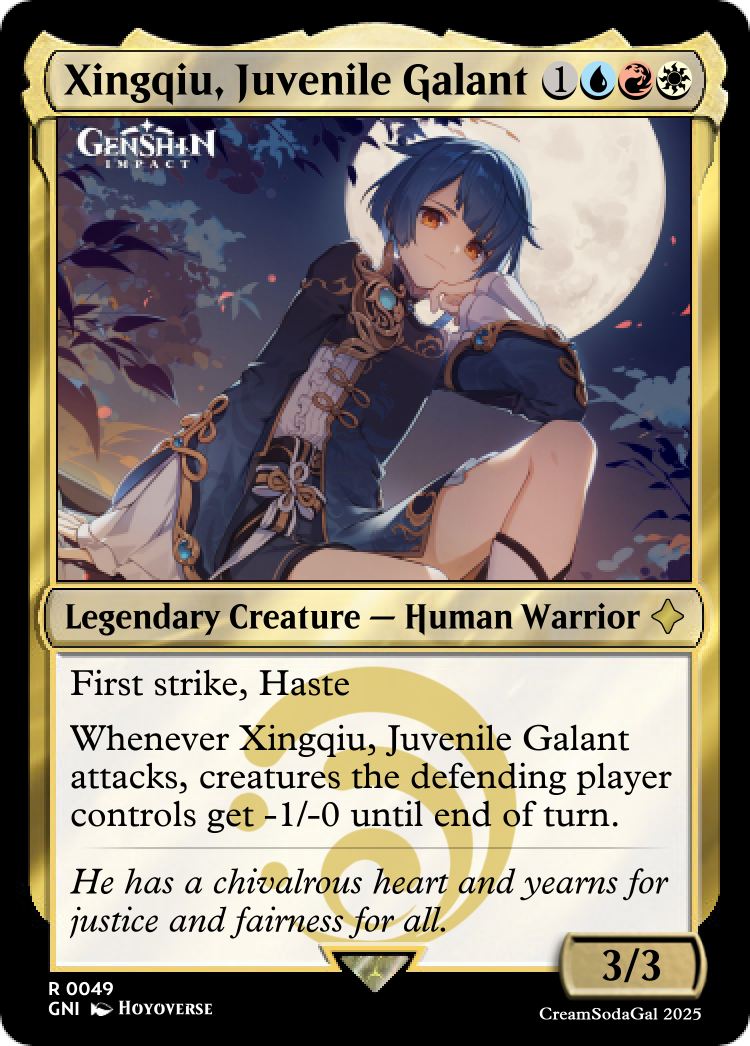 Xingqiu, Juvenile Galant 1
GENSHIN
IMPACT
Legendary Creature — Human Warrior
First strike, Haste
Whenever Xingqiu, Juvenile Galant
attacks, creatures the defending player
controls get -1/-0 until end of turn.
He has a chivalrous heart and yearns for
justice and fairness for all.
3/3
R 0049
GNI HOYOVERSE
CreamSodaGal 2025